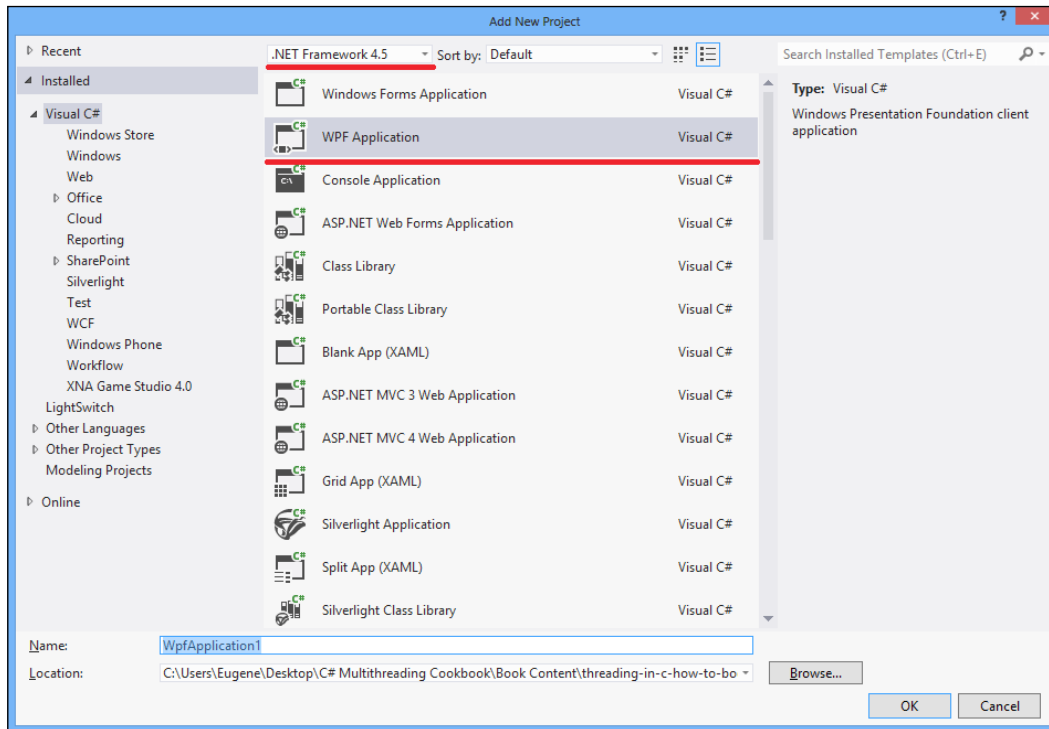 Add New Project
?
Recent
Installed
Visual C#
Windows Store
Windows
Web
Office
Cloud
Reporting
SharePoint
Silverlight
Test
WCF
Windows Phone
Workflow
XNA Game Studio 4.0
LightSwitch
Other Languages
Other Project Types
Modeling Projects
Online
.NET Framework 4.5 Sort by: Default
C# Windows Forms Application Visual C#
C# WPF Application Visual C#
C# C:\ Console Application Visual C#
C# ASP.NET Web Forms Application Visual C#
C# Class Library Visual C#
C# Portable Class Library Visual C#
C# Blank App (XAML) Visual C#
C# ASP.NET MVC 3 Web Application Visual C#
C# ASP.NET MVC 4 Web Application Visual C#
C# Grid App (XAML) Visual C#
C# Silverlight Application Visual C#
C# Split App (XAML) Visual C#
C# Silverlight Class Library Visual C#
Search Installed Templates (Ctrl+E)
Type: Visual C#
Windows Presentation Foundation client
application
Name: WpfApplication1
Location: C:\Users\Eugene\Desktop\C# Multithreading Cookbook\Book Content\threading-in-c-how-to-bo Browse...
OK Cancel